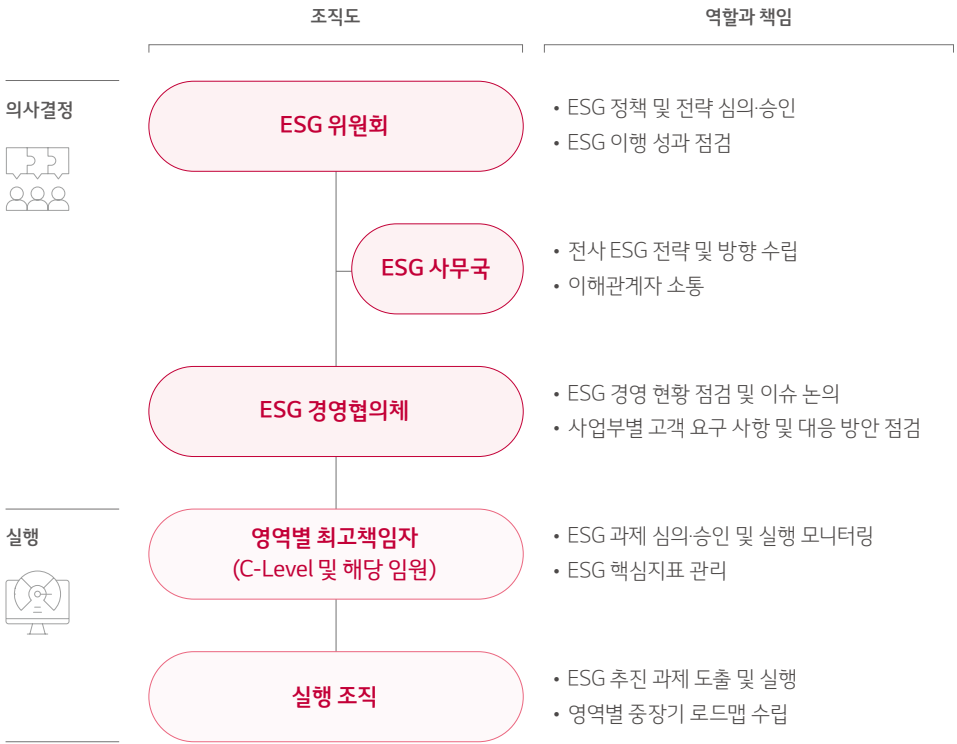 조직도
역할과 책임
의사결정
ESG 위원회
• ESG 정책 및 전략 심의·승인
• ESG 이행 성과 점검
ESG 사무국
• 전사 ESG 전략 및 방향 수립
• 이해관계자 소통
ESG 경영협의체
• ESG 경영 현황 점검 및 이슈 논의
• 사업부별 고객 요구 사항 및 대응 방안 점검
실행
영역별 최고책임자
(C-Level 및 해당 임원)
• ESG 과제 심의·승인 및 실행 모니터링
• ESG 핵심지표 관리
실행 조직
• ESG 추진 과제 도출 및 실행
• 영역별 중장기 로드맵 수립